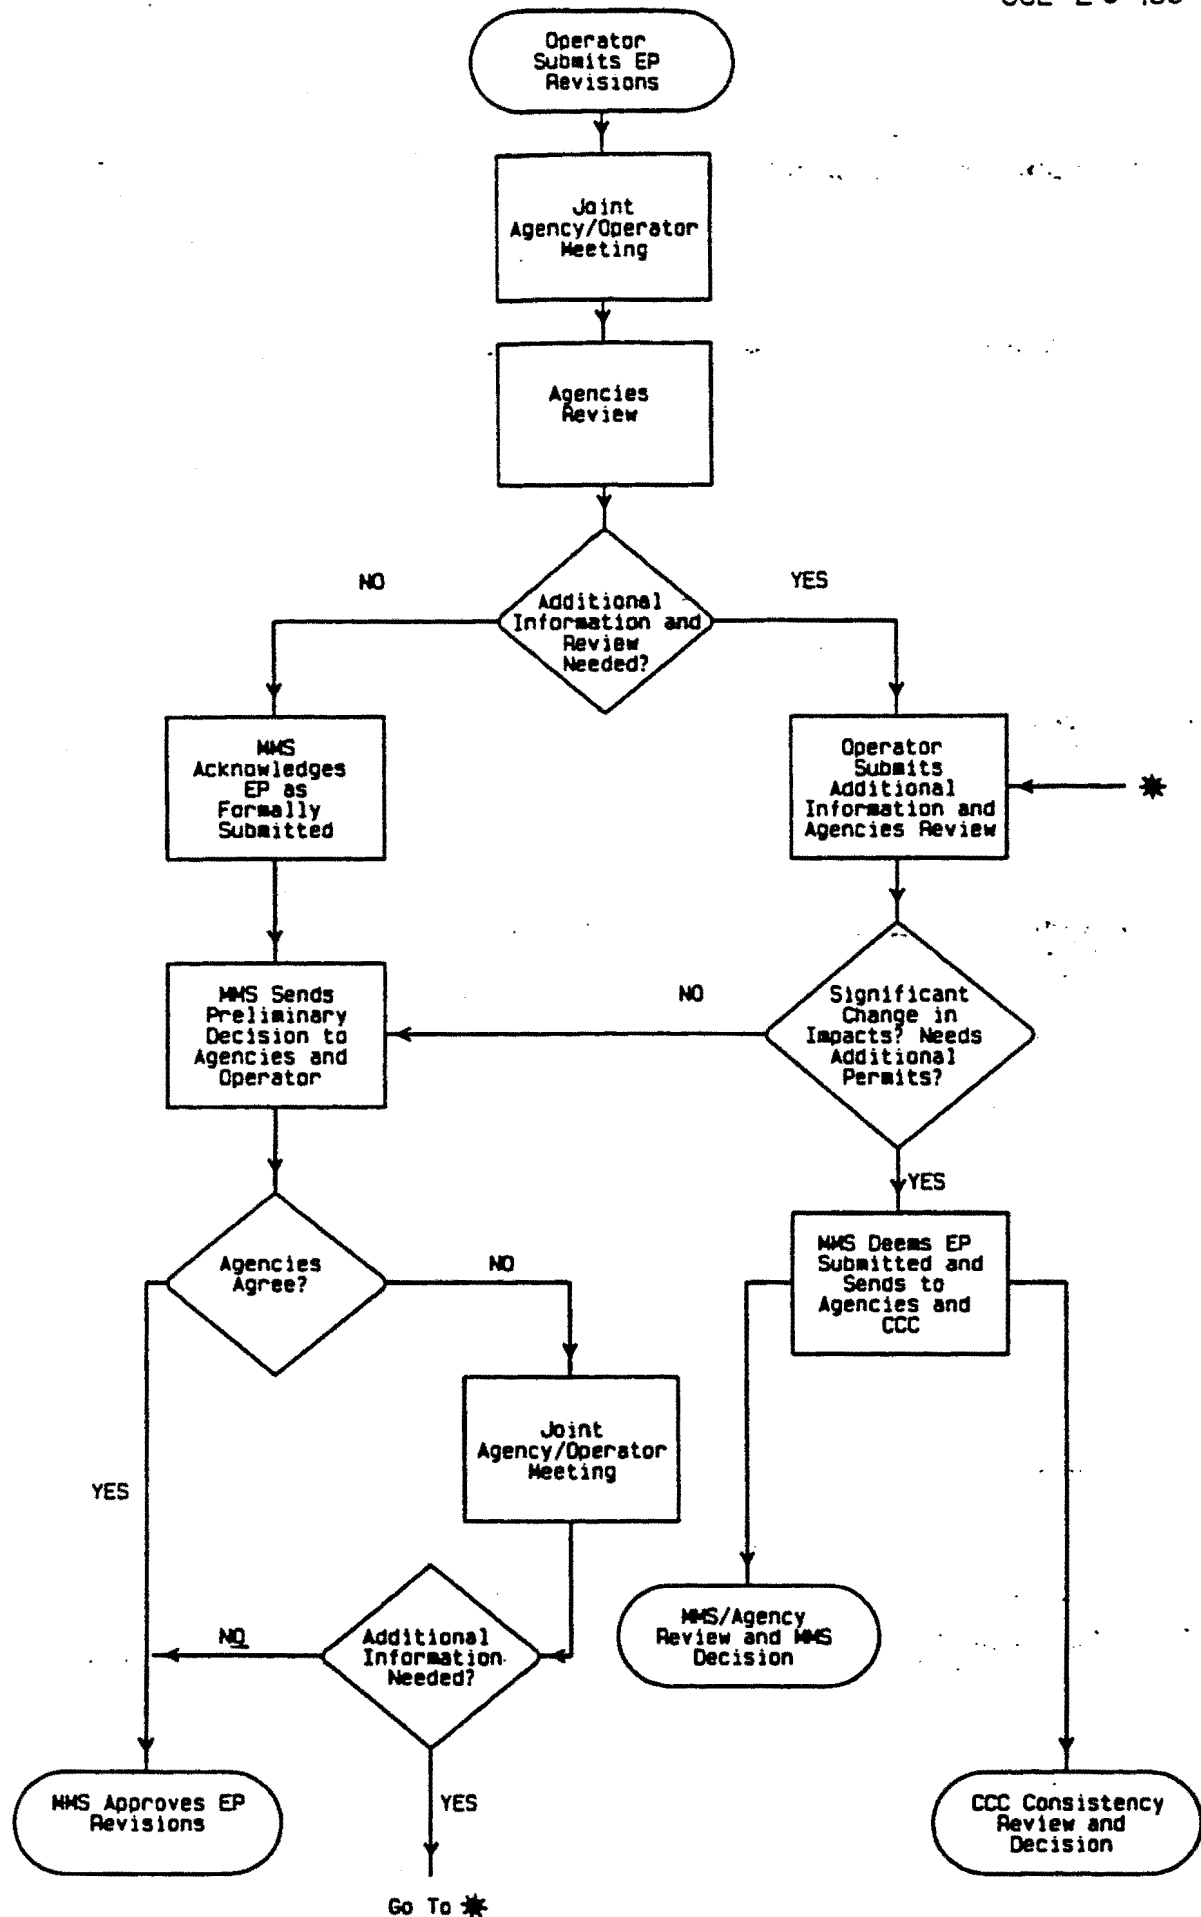 Operator
Submits EP
Revisions
Joint
Agency/Operator
Meeting
Agencies
Review
NO
YES
Additional
Information and
Review
Needed?
MMS
Acknowledges
EP as
Formally
Submitted
Operator
Submits
Additional
Information and
Agencies Review
MMS Sends
Preliminary
Decision to
Agencies and
Operator
NO
Significant
Change in
Impacts? Needs
Additional
Permits?
YES
Agencies
Agree?
NO
MMS Deems EP
Submitted and
Sends to
Agencies and
CCC
Joint
Agency/Operator
Meeting
YES
NO
Additional
Information
Needed?
MMS/Agency
Review and MMS
Decision
MMS Approves EP
Revisions
YES
CCC Consistency
Review and
Decision
Go To